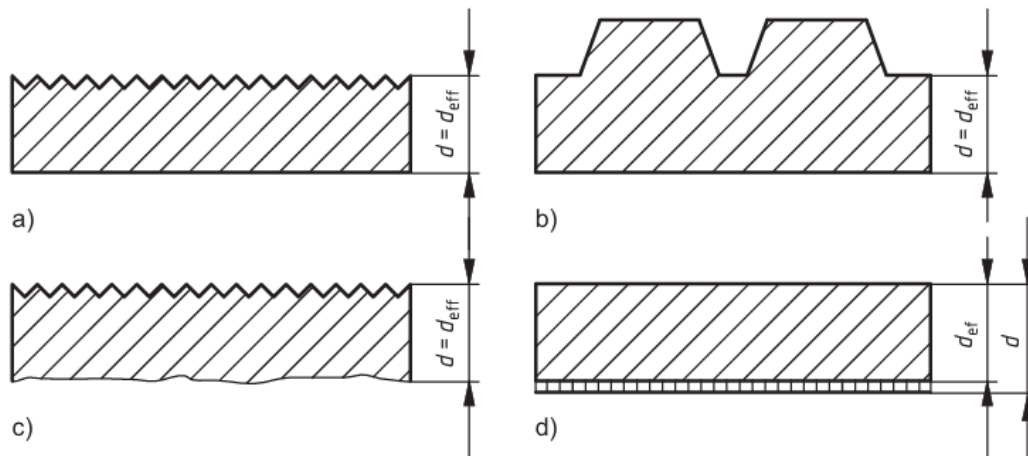 d = d_eff
d = d_eff
a)
b)
d = d_eff
d_ef
d
c)
d)